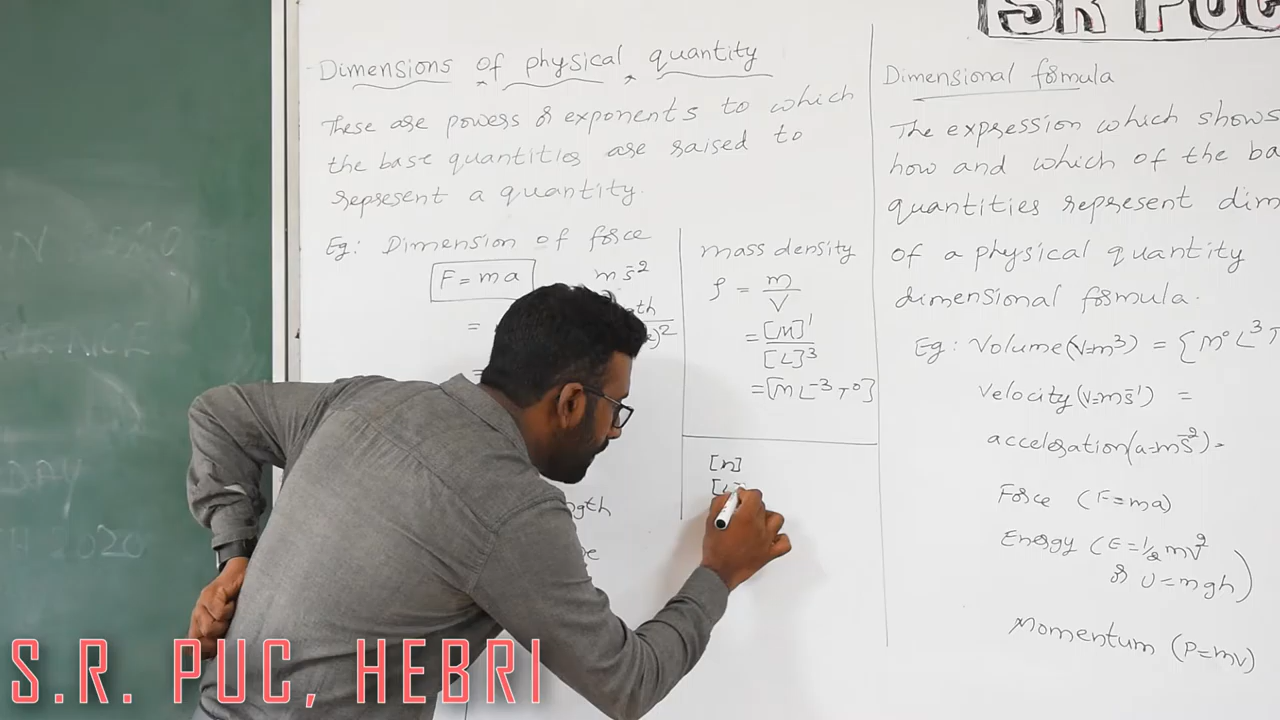 SR PUC
Dimensions of physical quantity
These are powers or exponents to which
the base quantities are raised to
represent a quantity.
Eg: Dimension of force
F = ma
m s̄²
=
mass density
ρ = m/V
= [M]¹/[L]³
= [M L⁻³ T⁰]
[M]
[L]
Dimensional formula
The expression which shows
how and which of the ba
quantities represent dim
of a physical quantity
dimensional formula.
Eg: Volume (V=m³) = {M⁰ L³ T
Velocity (V=ms̄¹) =
acceleration (a=ms̄²) =
Force (F=ma)
Energy (E=½mv²
or U=mgh)
Momentum (P=mv)
S.R. PUC, HEBRI